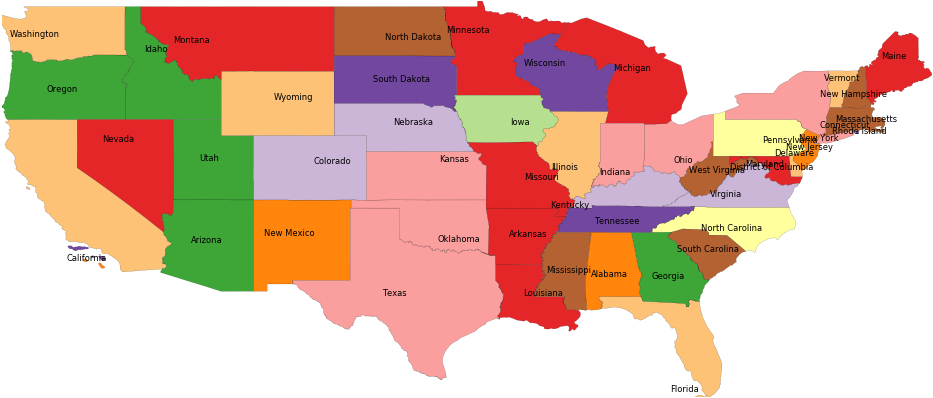 Washington
Minnesota
North Dakota
Montana
Idaho
Maine
Wisconsin
Michigan
South Dakota
Vermont
Oregon
Wyoming
New Hampshire
Massachusetts
Nebraska
Iowa
Connecticut
Rhode Island
Nevada
New York
Pennsylvania
New Jersey
Delaware
Utah
Colorado
Kansas
Ohio
Maryland
District of Columbia
Illinois
Indiana
West Virginia
Missouri
Virginia
Kentucky
Tennessee
North Carolina
New Mexico
Arkansas
Arizona
Oklahoma
South Carolina
California
Mississippi
Alabama
Georgia
Texas
Louisiana
Florida